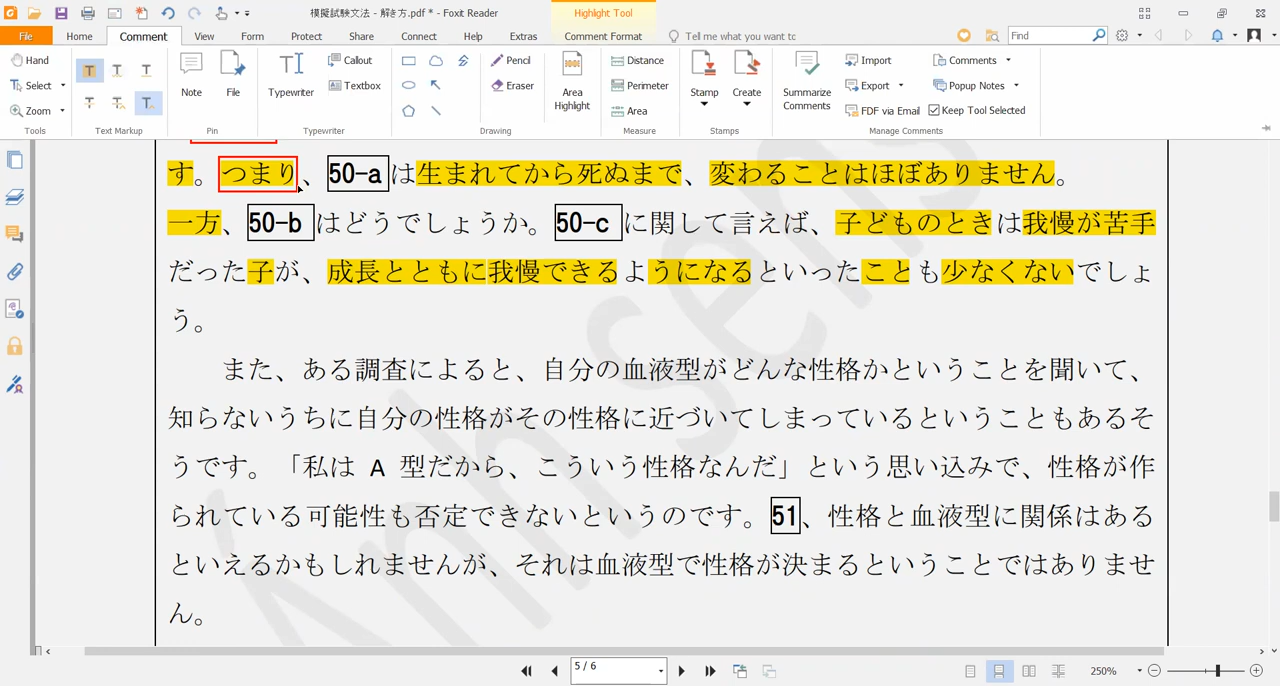 模擬試験文法 - 解き方.pdf * - Foxit Reader
Highlight Tool
File Home Comment View Form Protect Share Connect Help Extras Comment Format Tell me what you want to Find
Hand
Select
Zoom
Tools
Text Markup
Note
File
Pin
Typewriter
Callout
Textbox
Typewriter
Pencil
Eraser
Drawing
Area Highlight
Distance
Perimeter
Area
Measure
Stamp
Create
Stamps
Summarize Comments
Import
Export
FDF via Email
Comments
Popup Notes
Keep Tool Selected
Manage Comments
す。つまり、50-aは生まれてから死ぬまで、変わることはほぼありません。
一方、50-bはどうでしょうか。50-cに関して言えば、子どものときは我慢が苦手
だった子が、成長とともに我慢できるようになるといったことも少なくないでしょ
う。
また、ある調査によると、自分の血液型がどんな性格かということを聞いて、
知らないうちに自分の性格がその性格に近づいてしまっているということもあるそ
うです。「私は A 型だから、こういう性格なんだ」という思い込みで、性格が作
られている可能性も否定できないというのです。51、性格と血液型に関係はある
といえるかもしれませんが、それは血液型で性格が決まるということではありませ
ん。
Ánh sensei
5 / 6
250%